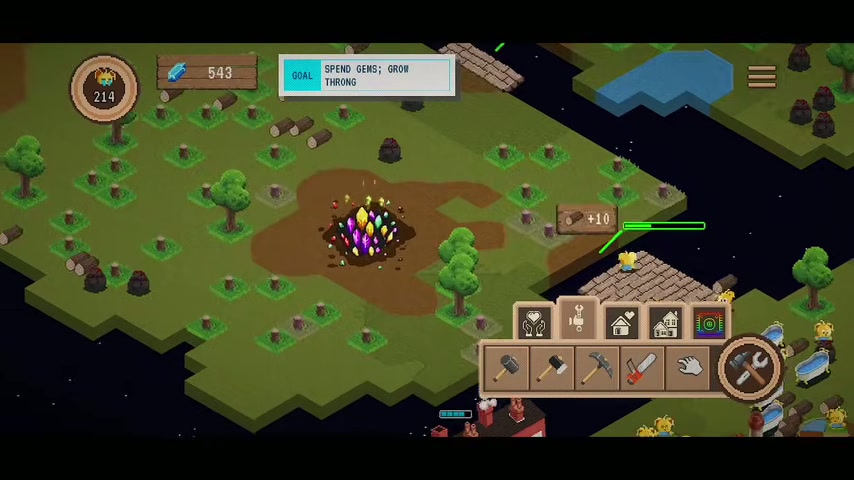 214
543
GOAL
SPEND GEMS; GROW
THRONG
+10